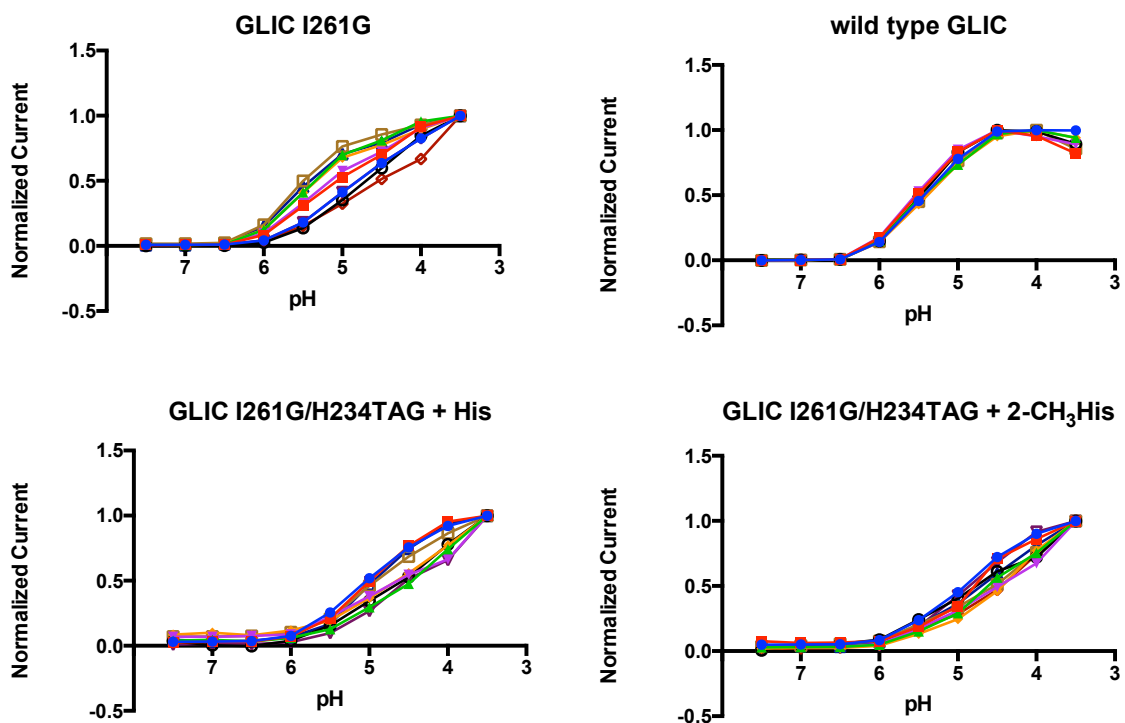 GLIC I261G
1.5
1.0
0.5
0.0
-0.5
7 6 5 4 3
Normalized Current
pH
wild type GLIC
1.5
1.0
0.5
0.0
-0.5
7 6 5 4 3
Normalized Current
pH
GLIC I261G/H234TAG + His
1.5
1.0
0.5
0.0
-0.5
7 6 5 4 3
Normalized Current
pH
GLIC I261G/H234TAG + 2-CH₃His
1.5
1.0
0.5
0.0
-0.5
7 6 5 4 3
Normalized Current
pH